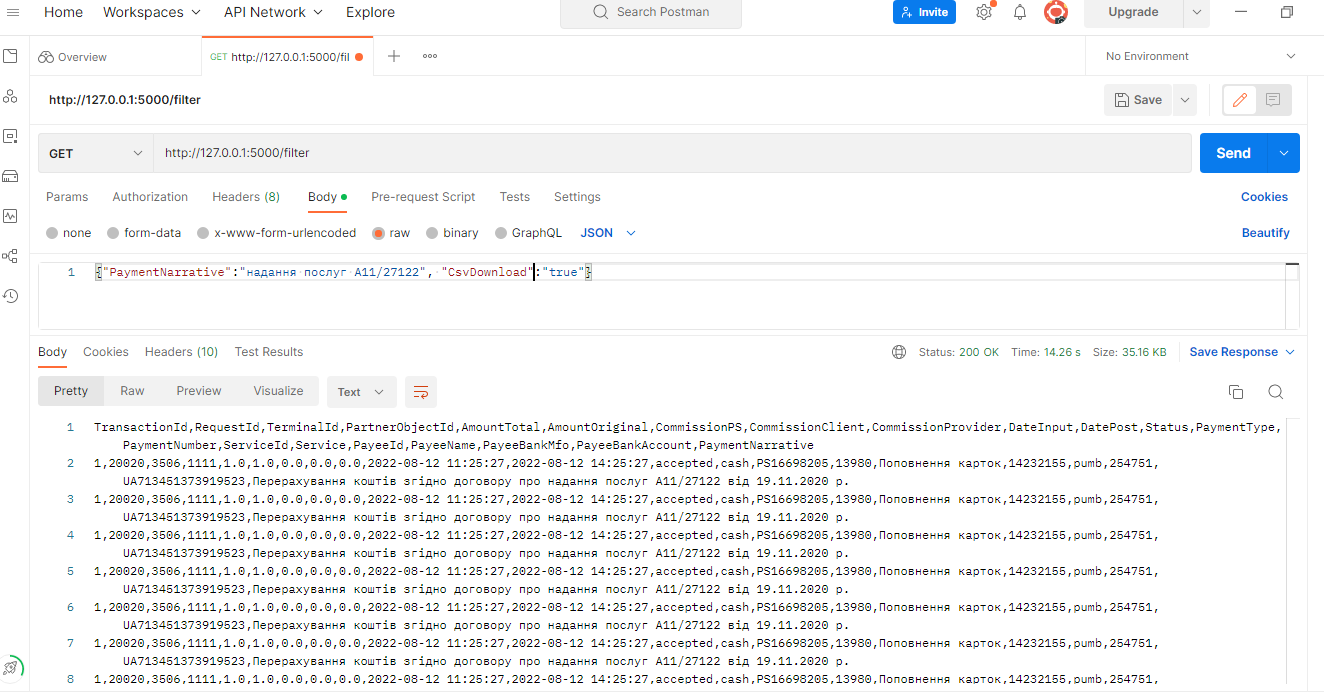 Home Workspaces API Network Explore Search Postman Invite Upgrade
Overview GET http://127.0.0.1:5000/fil No Environment
http://127.0.0.1:5000/filter Save
GET http://127.0.0.1:5000/filter Send
Params Authorization Headers (8) Body Pre-request Script Tests Settings Cookies
none form-data x-www-form-urlencoded raw binary GraphQL JSON Beautify
1 {"PaymentNarrative":"надання послуг А11/27122", "CsvDownload":"true"}
Body Cookies Headers (10) Test Results Status: 200 OK Time: 14.26 s Size: 35.16 KB Save Response
Pretty Raw Preview Visualize Text
1 TransactionId,RequestId,TerminalId,PartnerObjectId,AmountTotal,AmountOriginal,CommissionPS,CommissionClient,CommissionProvider,DateInput,DatePost,Status,PaymentType,
PaymentNumber,ServiceId,Service,PayeeId,PayeeName,PayeeBankMfo,PayeeBankAccount,PaymentNarrative
2 1,20020,3506,1111,1.0,1.0,0.0,0.0,0.0,2022-08-12 11:25:27,2022-08-12 14:25:27,accepted,cash,PS16698205,13980,Поповнення карток,14232155,pumb,254751,
UA713451373919523,Перерахування коштів згідно договору про надання послуг А11/27122 від 19.11.2020 р.
3 1,20020,3506,1111,1.0,1.0,0.0,0.0,0.0,2022-08-12 11:25:27,2022-08-12 14:25:27,accepted,cash,PS16698205,13980,Поповнення карток,14232155,pumb,254751,
UA713451373919523,Перерахування коштів згідно договору про надання послуг А11/27122 від 19.11.2020 р.
4 1,20020,3506,1111,1.0,1.0,0.0,0.0,0.0,2022-08-12 11:25:27,2022-08-12 14:25:27,accepted,cash,PS16698205,13980,Поповнення карток,14232155,pumb,254751,
UA713451373919523,Перерахування коштів згідно договору про надання послуг А11/27122 від 19.11.2020 р.
5 1,20020,3506,1111,1.0,1.0,0.0,0.0,0.0,2022-08-12 11:25:27,2022-08-12 14:25:27,accepted,cash,PS16698205,13980,Поповнення карток,14232155,pumb,254751,
UA713451373919523,Перерахування коштів згідно договору про надання послуг А11/27122 від 19.11.2020 р.
6 1,20020,3506,1111,1.0,1.0,0.0,0.0,0.0,2022-08-12 11:25:27,2022-08-12 14:25:27,accepted,cash,PS16698205,13980,Поповнення карток,14232155,pumb,254751,
UA713451373919523,Перерахування коштів згідно договору про надання послуг А11/27122 від 19.11.2020 р.
7 1,20020,3506,1111,1.0,1.0,0.0,0.0,0.0,2022-08-12 11:25:27,2022-08-12 14:25:27,accepted,cash,PS16698205,13980,Поповнення карток,14232155,pumb,254751,
UA713451373919523,Перерахування коштів згідно договору про надання послуг А11/27122 від 19.11.2020 р.
8 1,20020,3506,1111,1.0,1.0,0.0,0.0,0.0,2022-08-12 11:25:27,2022-08-12 14:25:27,accepted,cash,PS16698205,13980,Поповнення карток,14232155,pumb,254751,